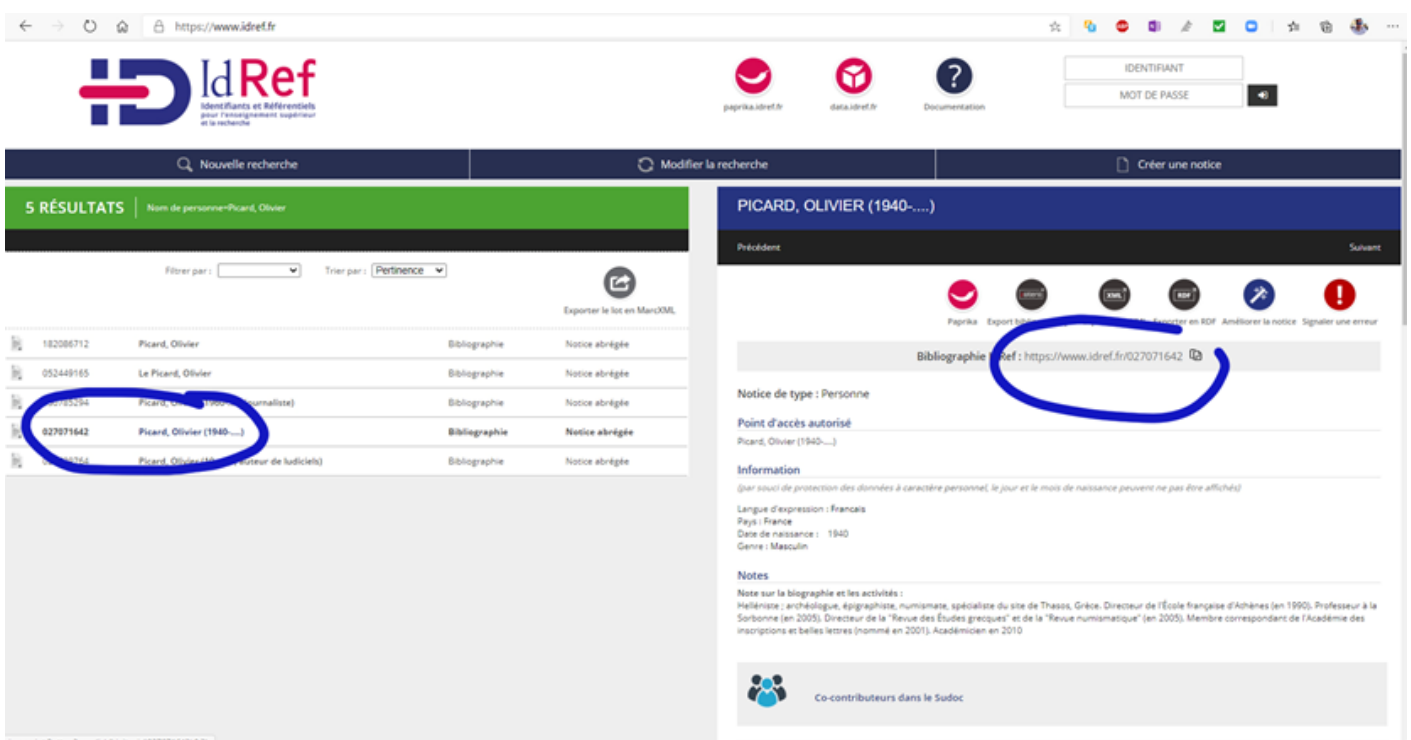 https://www.idref.fr
IdRef
Identifiants et Référentiels
pour l'enseignement supérieur
et la recherche
paprika.idref.fr
data.idref.fr
Documentation
IDENTIFIANT
MOT DE PASSE
Nouvelle recherche
Modifier la recherche
Créer une notice
5 RÉSULTATS
Nom de personne=Picard, Olivier
Filtrer par :
Trier par : Pertinence
Exporter le lot en MarcXML
182086712 Picard, Olivier Bibliographie Notice abrégée
052449165 Le Picard, Olivier Bibliographie Notice abrégée
Picard, Bibliographie Notice abrégée
027071642 Picard, Olivier (1940-....) Bibliographie Notice abrégée
Picard, Olivier auteur de ludiciels) Bibliographie Notice abrégée
PICARD, OLIVIER (1940-....)
Précédent
Suivant
Paprika
Export
en RDF
Améliorer la notice
Signaler une erreur
Bibliographie Ref : https://www.idref.fr/027071642
Notice de type : Personne
Point d'accès autorisé
Picard, Olivier (1940-....)
Information
(par souci de protection des données à caractère personnel, le jour et le mois de naissance peuvent ne pas être affichés)
Langue d'expression : Francais
Pays : France
Date de naissance : 1940
Genre : Masculin
Notes
Note sur la biographie et les activités :
Helléniste ; archéologue, épigraphiste, numismate, spécialiste du site de Thasos, Grèce. Directeur de l'École française d'Athènes (en 1990). Professeur à la
Sorbonne (en 2005). Directeur de la "Revue des Études grecques" et de la "Revue numismatique" (en 2005). Membre correspondant de l'Académie des
inscriptions et belles lettres (nommé en 2001). Académicien en 2010
Co-contributeurs dans le Sudoc